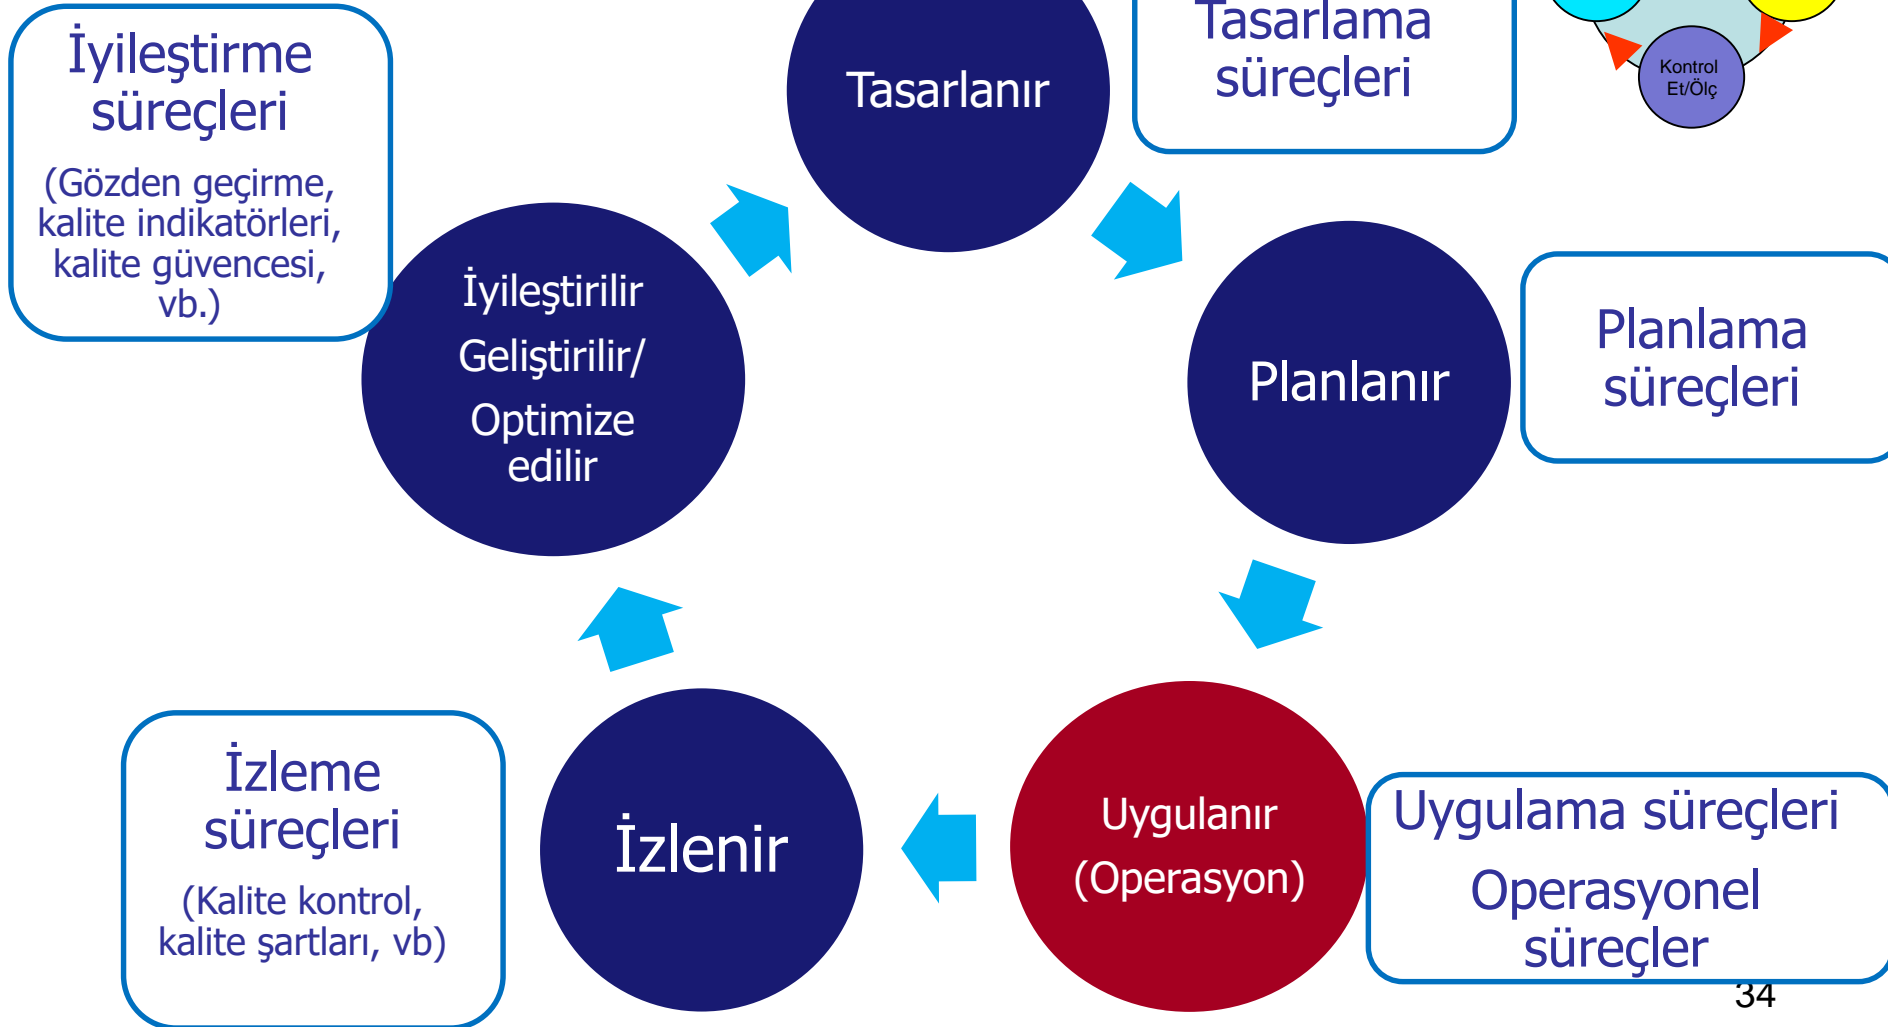 İyileştirme
süreçleri
(Gözden geçirme,
kalite indikatörleri,
kalite güvencesi,
vb.)
Tasarlanır
Tasarlama
süreçleri
Kontrol
Et/Ölç
İyileştirilir
Geliştirilir/
Optimize
edilir
Planlanır
Planlama
süreçleri
İzleme
süreçleri
(Kalite kontrol,
kalite şartları, vb)
İzlenir
Uygulanır
(Operasyon)
Uygulama süreçleri
Operasyonel
süreçler
34